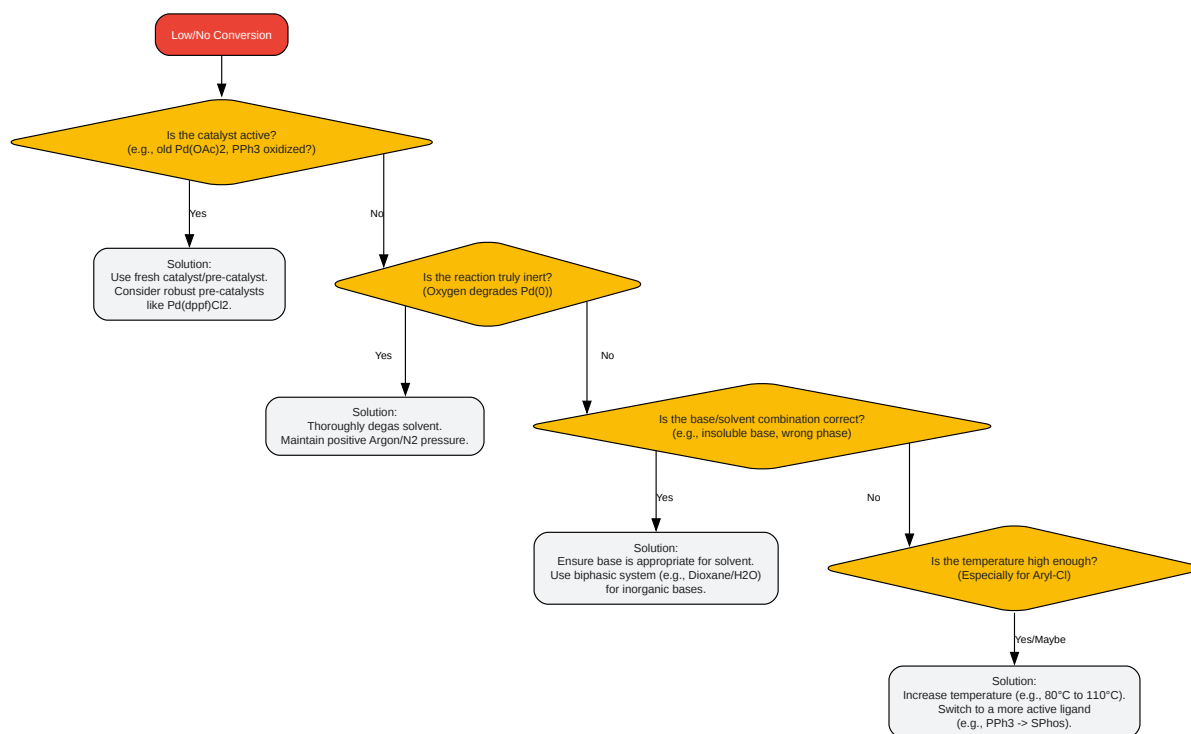 Low/No Conversion
Is the catalyst active?
(e.g., old Pd(OAc)2, PPh3 oxidized?)
Yes
No
Solution:
Use fresh catalyst/pre-catalyst.
Consider robust pre-catalysts
like Pd(dppf)Cl2.
Is the reaction truly inert?
(Oxygen degrades Pd(0))
Yes
No
Solution:
Thoroughly degas solvent.
Maintain positive Argon/N2 pressure.
Is the base/solvent combination correct?
(e.g., insoluble base, wrong phase)
Yes
No
Solution:
Ensure base is appropriate for solvent.
Use biphasic system (e.g., Dioxane/H2O)
for inorganic bases.
Is the temperature high enough?
(Especially for Aryl-Cl)
Yes/Maybe
Solution:
Increase temperature (e.g., 80°C to 110°C).
Switch to a more active ligand
(e.g., PPh3 -> SPhos).